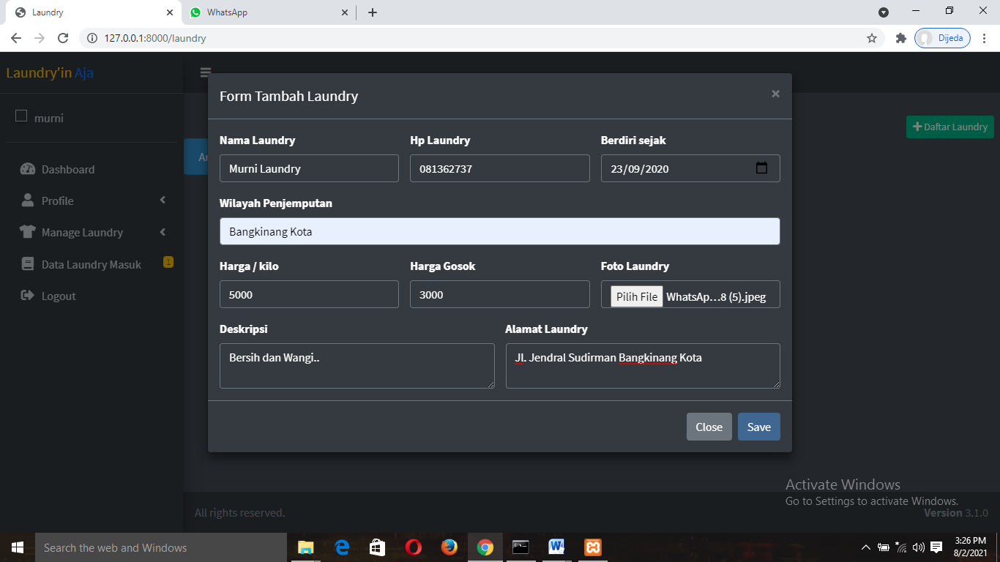 Laundry
WhatsApp
127.0.0.1:8000/laundry
Dijeda
Laundry'in Aja
murni
Dashboard
Profile
Manage Laundry
Data Laundry Masuk 1
Logout
Daftar Laundry
Form Tambah Laundry
Nama Laundry Hp Laundry Berdiri sejak
Murni Laundry 081362737 23/09/2020
Wilayah Penjemputan
Bangkinang Kota
Harga / kilo Harga Gosok Foto Laundry
5000 3000 Pilih File WhatsAp...8 (5).jpeg
Deskripsi Alamat Laundry
Bersih dan Wangi.. Jl. Jendral Sudirman Bangkinang Kota
Close Save
Activate Windows
Go to Settings to activate Windows.
All rights reserved. Version 3.1.0
Search the web and Windows
3:26 PM
8/2/2021